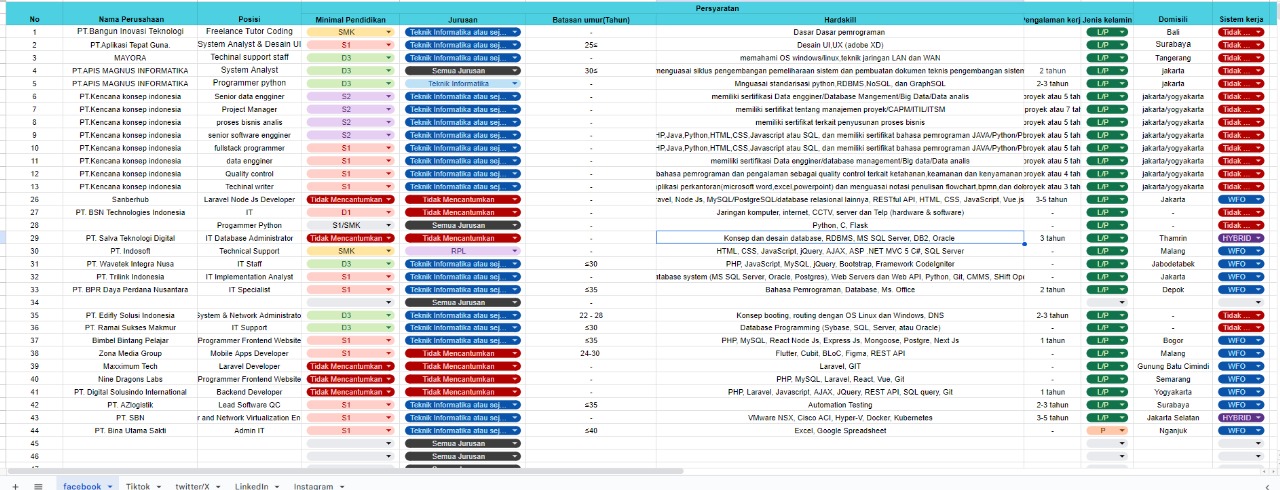 Persyaratan
No Nama Perusahaan Posisi Minimal Pendidikan Jurusan Batasan umur(Tahun) Hardskill engalaman kerj Jenis kelamin Domisili Sistem kerja
1 PT.Bangun Inovasi Teknologi Freelance Tutor Coding SMK Teknik Informatika atau sej... - Dasar Dasar pemrograman L/P Bali Tidak ...
2 PT.Aplikasi Tepat Guna. System Analyst & Desain UI S1 Teknik Informatika atau sej... 25≤ Desain UI,UX (adobe XD) L/P Surabaya Tidak ...
3 MAYORA Techinal support staff D3 Teknik Informatika atau sej... - memahami OS windows/linux,teknik jaringan LAN dan WAN L/P Tangerang Tidak ...
4 PT.APIS MAGNUS INFORMATIKA System Analyst D3 Semua Jurusan 30≤ menguasai siklus pengembangan pemeliharaan sistem dan pembuatan dokumen teknis pengembangan sistem 2 tahun L/P jakarta Tidak ...
5 PT.APIS MAGNUS INFORMATIKA Programmer python D3 Teknik Informatika - Mnguasai standarisasi python,RDBMS,NoSQL, dan GraphSQL 2-3 tahun L/P jakarta Tidak ...
6 PT.Kencana konsep indonesia Senior data engginer S2 Teknik Informatika atau sej... - memiliki sertifikasi Data engginer/Database Mangement/Big Data/Data analis royek atau 5 tah L/P jakarta/yogyakarta Tidak ...
7 PT.Kencana konsep indonesia Project Manager S2 Teknik Informatika atau sej... - memiliki sertifikat tentang manajemen proyek/CAPM/ITIL/ITSM royek atau 7 tah L/P jakarta/yogyakarta Tidak ...
8 PT.Kencana konsep indonesia proses bisnis analis S2 Teknik Informatika atau sej... - memiliki sertifikat terkait penyusunan proses bisnis royek atau 5 tah L/P jakarta/yogyakarta Tidak ...
9 PT.Kencana konsep indonesia senior software engginer S2 Teknik Informatika atau sej... - HP,Java,Python,HTML,CSS,Javascript atau SQL, dan memiliki sertifikat bahasa pemrograman JAVA/Python/P royek atau 5 tah L/P jakarta/yogyakarta Tidak ...
10 PT.Kencana konsep indonesia fullstack programmer S1 Teknik Informatika atau sej... - HP,Java,Python,HTML,CSS,Javascript atau SQL, dan memiliki sertifikat bahasa pemrograman JAVA/Python/P royek atau 5 tah L/P jakarta/yogyakarta Tidak ...
11 PT.Kencana konsep indonesia data engginer S1 Teknik Informatika atau sej... - memiliki sertifikasi Data engginer/database management/Big data/Data analis royek atau 5 tah L/P jakarta/yogyakarta Tidak ...
12 PT.Kencana konsep indonesia Quality control S1 Teknik Informatika atau sej... - bahasa pemrograman dan pengalaman sebagai quality control terkait ketahanan,keamanan dan kenyamanan royek atau 4 tah L/P jakarta/yogyakarta Tidak ...
13 PT.Kencana konsep indonesia Techinal writer S1 Teknik Informatika atau sej... - plikasi perkantoran(microsoft word,excel,powerpoint) dan menguasai notasi penulisan flowchart,bpmn,dan do royek atau 3 tah L/P jakarta/yogyakarta Tidak ...
26 Sanberhub Laravel Node Js Developer Tidak Mencantumkan Tidak Mencantumkan - ravel, Node Js, MySQL/PostgreSQL/database relasional lainnya, RESTful API, HTML, CSS, JavaScript, Vue.js 3-5 tahun L/P Jakarta WFO
27 PT. BSN Technologies Indonesia IT D1 Tidak Mencantumkan - Jaringan komputer, internet, CCTV, server dan Telp (hardware & software) - L/P - Tidak ...
28 Progammer Python S1/SMK Semua Jurusan - Python, C, Flask - L/P - Tidak ...
29 PT. Salva Teknologi Digital IT Database Administrator Tidak Mencantumkan Tidak Mencantumkan - Konsep dan desain database, RDBMS, MS SQL Server, DB2, Oracle 3 tahun L/P Thamrin HYBRID
30 PT. Indosoft Technical Support SMK RPL - HTML, CSS, JavaScript, jQuery, AJAX, ASP .NET MVC 5 C#, SQL Server - L/P Malang WFO
31 PT. Wavetek Integra Nusa IT Staff D3 Teknik Informatika atau sej... ≤30 PHP, JavaScript, MySQL, jQuery, Bootstrap, Framework CodeIgniter - L/P Jabodetabek WFO
32 PT. Trilink Indonesia IT Implementation Analyst S1 Teknik Informatika atau sej... - tabase system (MS SQL Server, Oracle, Postgres), Web Servers dan Web API, Python, Git, CMMS, Shift Ope - L/P Jakarta WFO
33 PT. BPR Daya Perdana Nusantara IT Specialist S1 Teknik Informatika atau sej... ≤35 Bahasa Pemrograman, Database, Ms. Office 2 tahun L/P Depok WFO
34 Semua Jurusan -
35 PT. Edifly Solusi Indonesia System & Network Administrato D3 Teknik Informatika atau sej... 22 - 28 Konsep booting, routing dengan OS Linux dan Windows, DNS 2-3 tahun L/P - Tidak ...
36 PT. Ramai Sukses Makmur IT Support D3 Teknik Informatika atau sej... ≤30 Database Programming (Sybase, SQL, Server, atau Oracle) - L/P - Tidak ...
37 Bimbel Bintang Pelajar Programmer Frontend Website S1 Teknik Informatika atau sej... ≤35 PHP, MySQL, React Node Js, Express Js, Mongoose, Postgre, Next Js 1 tahun L/P Bogor WFO
38 Zona Media Group Mobile Apps Developer S1 Tidak Mencantumkan 24-30 Flutter, Cubit, BLoC, Figma, REST API - L/P Malang WFO
39 Maxximum Tech Laravel Developer Tidak Mencantumkan Tidak Mencantumkan - Laravel, GIT - L/P Gunung Batu Cimindi WFO
40 Nine Dragons Labs Programmer Frontend Website Tidak Mencantumkan Tidak Mencantumkan - PHP, MySQL, Laravel, React, Vue, Git - L/P Semarang WFO
41 PT. Digital Solusindo International Backend Developer Tidak Mencantumkan Tidak Mencantumkan - PHP, Laravel, Javascript, AJAX, JQuery, REST API, SQL query, Git 1 tahun L/P Yogyakarta WFO
42 PT. AZlogistik Lead Software QC S1 Teknik Informatika atau sej... ≤35 Automation Testing 2-3 tahun L/P Surabaya WFO
43 PT. SBN r and Network Virtualization En S1 Teknik Informatika atau sej... - VMware NSX, Cisco ACI, Hyper-V, Docker, Kubernetes 3-5 tahun L/P Jakarta Selatan HYBRID
44 PT. Bina Utama Sakti Admin IT S1 Teknik Informatika atau sej... ≤40 Excel, Google Spreadsheet - P Nganjuk WFO
45 Semua Jurusan
46 Semua Jurusan
facebook Tiktok twitter/X LinkedIn Instagram